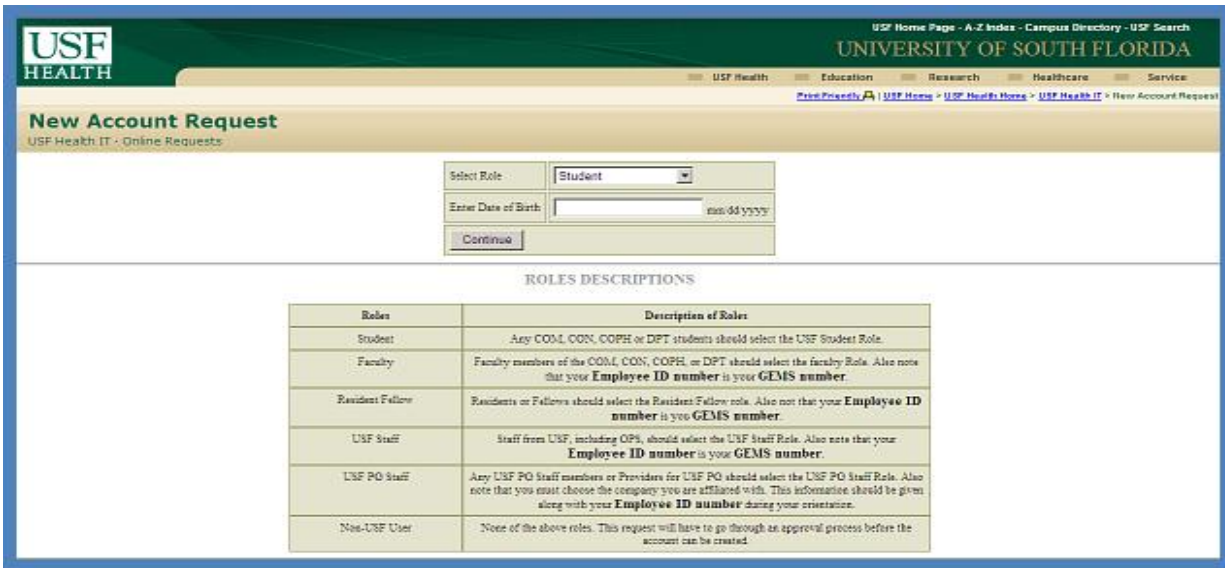 USF Home Page - A-Z Index - Campus Directory - USF Search
USF
HEALTH
UNIVERSITY OF SOUTH FLORIDA
USF Health Education Research Healthcare Service
Print Friendly | USF Home > USF Health Home > USF Health IT > New Account Request
New Account Request
USF Health IT - Online Requests
Select Role Student
Enter Date of Birth mm/dd/yyyy
Continue
ROLES DESCRIPTIONS
Roles Description of Roles
Student Any COM, CON, COPH or DPT students should select the USF Student Role.
Faculty Faculty members of the COM, CON, COPH, or DPT should select the faculty Role. Also note
that your Employee ID number is your GEMS number.
Resident Fellow Residents or Fellows should select the Resident/Fellow role. Also not that your Employee ID
number is you GEMS number.
USF Staff Staff from USF, including OPS, should select the USF Staff Role. Also note that your
Employee ID number is your GEMS number.
USF PG Staff Any USF PG Staff members or Providers for USF PG should select the USF PG Staff Role. Also
note that you must choose the company you are affiliated with. This information should be given
along with your Employee ID number during your orientation.
Non-USF User None of the above roles. This request will have to go through an approval process before the
account can be created.